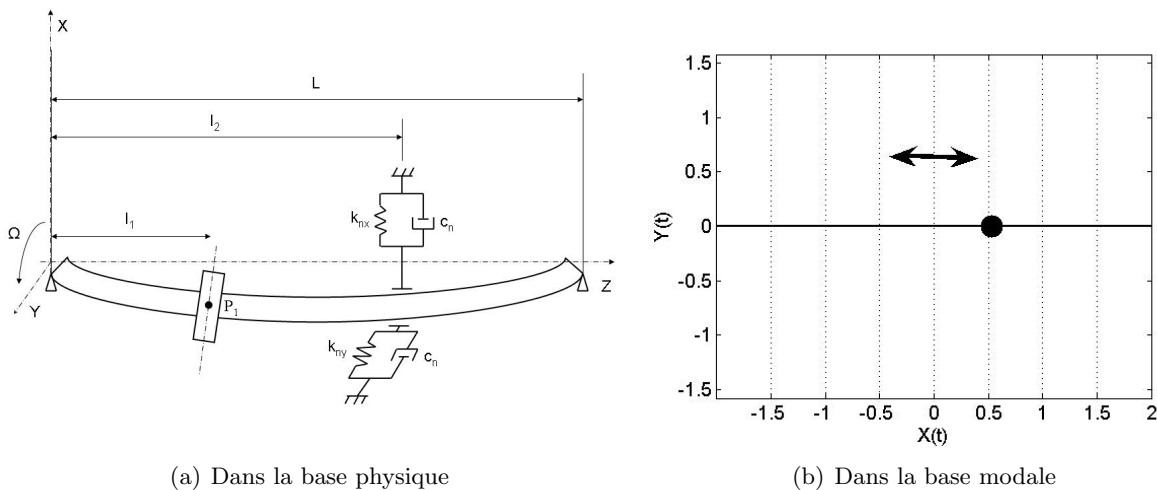 X
L
l₂
kₙₓ
cₙ
l₁
Ω
Z
Y
P₁
kₙᵧ
cₙ
(a) Dans la base physique
Y(t)
1.5
1
0.5
0
-0.5
-1
-1.5
-1.5 -1 -0.5 0 0.5 1 1.5 2
X(t)
(b) Dans la base modale